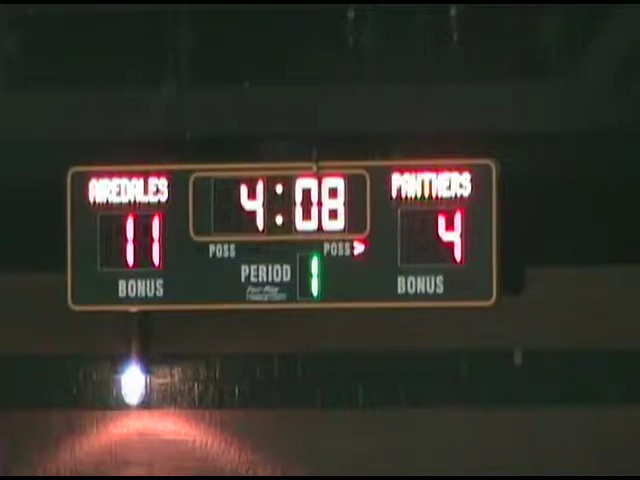 AIREDALES 4:08 PANTHERS
11 POSS POSS > 4
PERIOD 1
BONUS BONUS